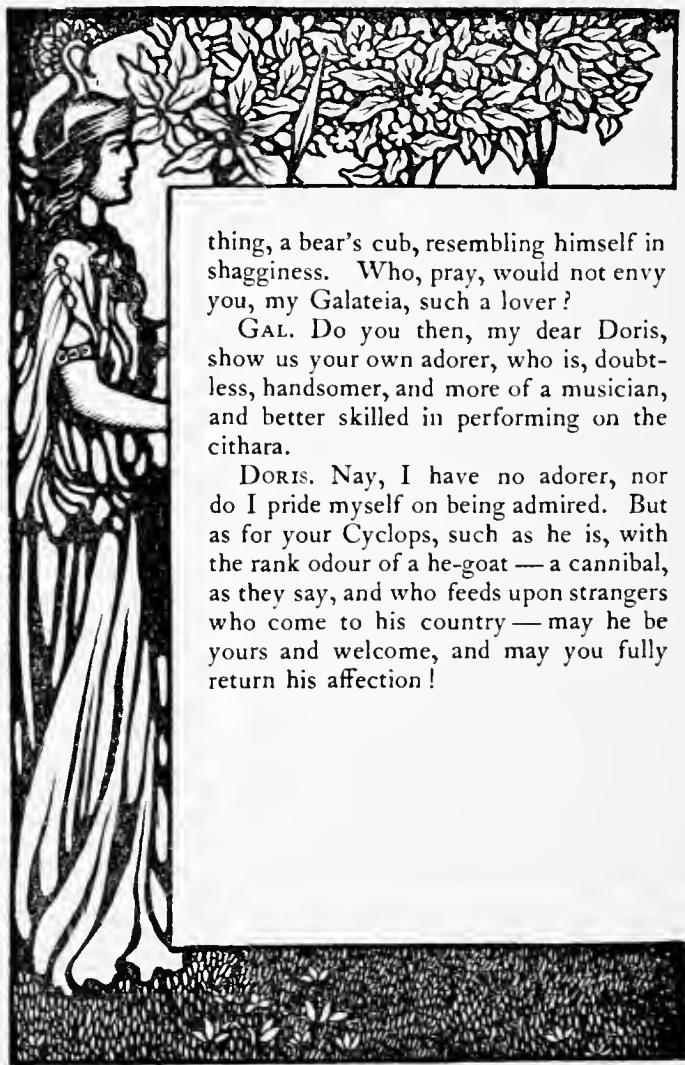 thing, a bear's cub, resembling himself in
shagginess. Who, pray, would not envy
you, my Galateia, such a lover?
GAL. Do you then, my dear Doris,
show us your own adorer, who is, doubt-
less, handsomer, and more of a musician,
and better skilled in performing on the
cithara.
DORIS. Nay, I have no adorer, nor
do I pride myself on being admired. But
as for your Cyclops, such as he is, with
the rank odour of a he-goat — a cannibal,
as they say, and who feeds upon strangers
who come to his country — may he be
yours and welcome, and may you fully
return his affection!